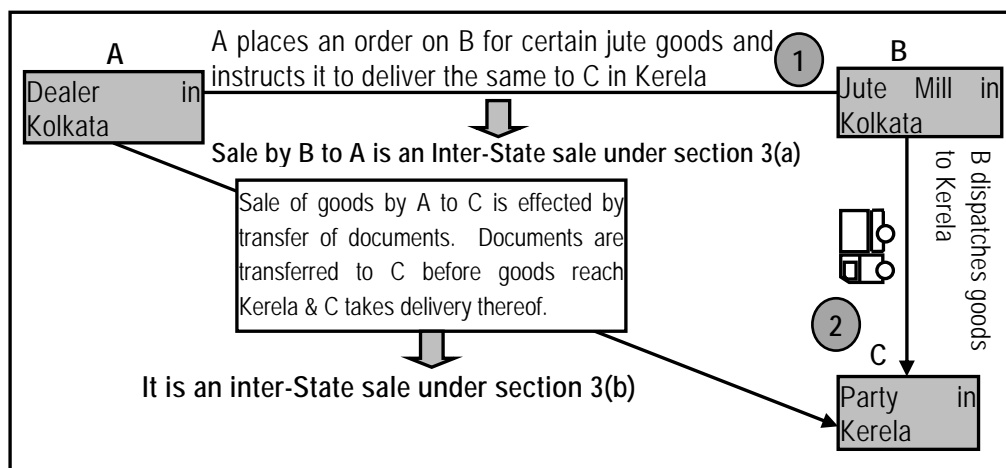 A places an order on B for certain jute goods and
instructs it to deliver the same to C in Kerela
1
A
B
Dealer in
Kolkata
Jute Mill in
Kolkata
Sale by B to A is an Inter-State sale under section 3(a)
B dispatches goods
to Kerela
Sale of goods by A to C is effected by
transfer of documents. Documents are
transferred to C before goods reach
Kerela & C takes delivery thereof.
2
C
It is an inter-State sale under section 3(b)
Party in
Kerela